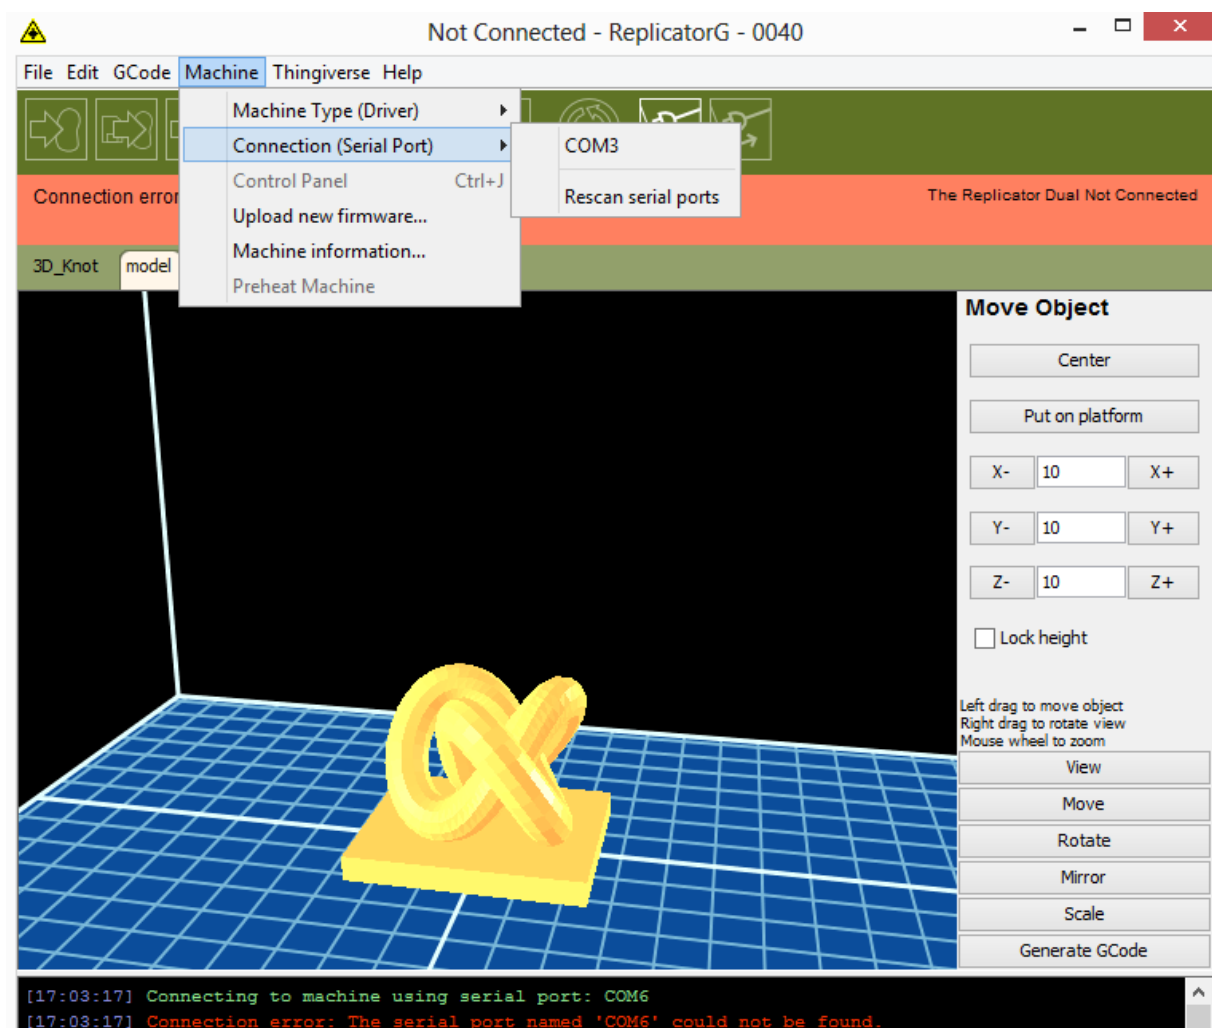 Not Connected - ReplicatorG - 0040
File Edit GCode Machine Thingiverse Help
Machine Type (Driver)
Connection (Serial Port)
COM3
Control Panel Ctrl+J
Rescan serial ports
Upload new firmware...
Machine information...
Preheat Machine
Connection error
The Replicator Dual Not Connected
3D_Knot model
Move Object
Center
Put on platform
X- 10 X+
Y- 10 Y+
Z- 10 Z+
Lock height
Left drag to move object
Right drag to rotate view
Mouse wheel to zoom
View
Move
Rotate
Mirror
Scale
Generate GCode
[17:03:17] Connecting to machine using serial port: COM6
[17:03:17] Connection error: The serial port named 'COM6' could not be found.